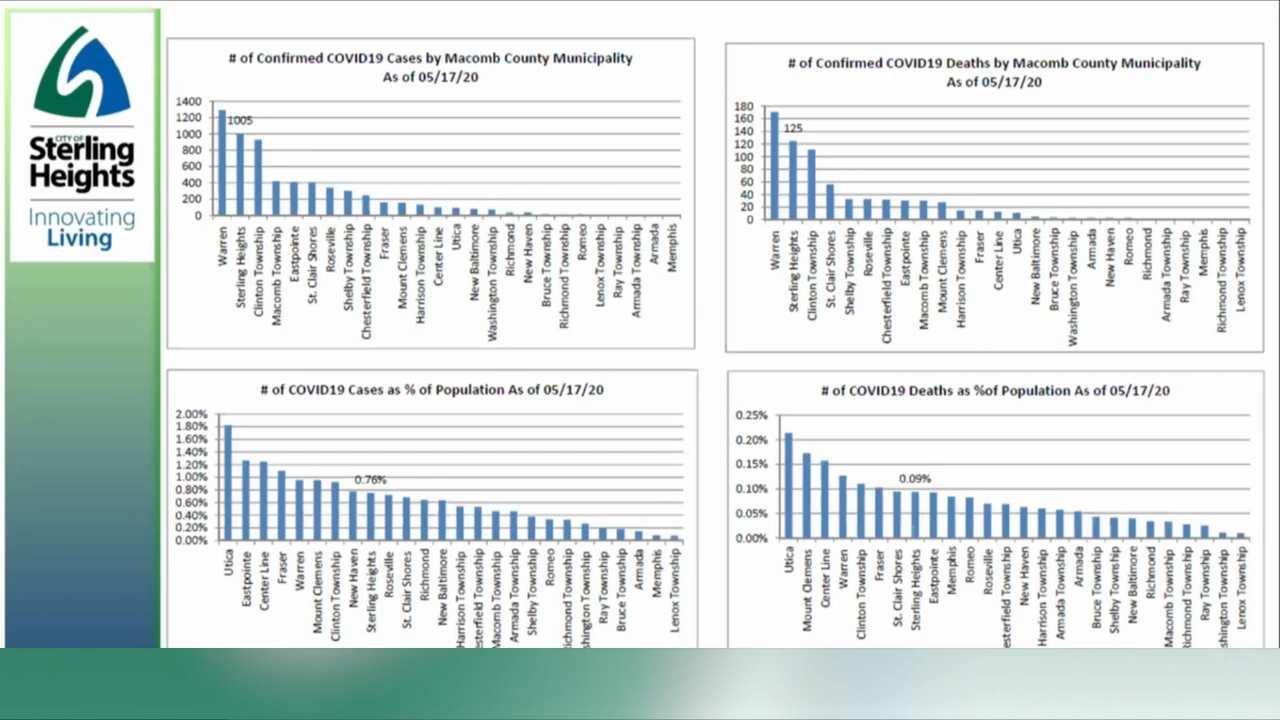 CITY OF
Sterling
Heights
Innovating
Living
# of Confirmed COVID19 Cases by Macomb County Municipality
As of 05/17/20
1400
1200
1000
800
600
400
200
0
1005
Warren
Sterling Heights
Clinton Township
Macomb Township
Eastpointe
St. Clair Shores
Roseville
Shelby Township
Chesterfield Township
Fraser
Mount Clemens
Harrison Township
Center Line
Utica
New Baltimore
Washington Township
Richmond
New Haven
Bruce Township
Richmond Township
Romeo
Lenox Township
Ray Township
Armada Township
Armada
Memphis
# of Confirmed COVID19 Deaths by Macomb County Municipality
As of 05/17/20
180
160
140
120
100
80
60
40
20
0
125
Warren
Sterling Heights
Clinton Township
St. Clair Shores
Shelby Township
Roseville
Chesterfield Township
Eastpointe
Macomb Township
Mount Clemens
Harrison Township
Fraser
Center Line
Utica
New Baltimore
Bruce Township
Washington Township
Armada
New Haven
Romeo
Richmond
Armada Township
Ray Township
Memphis
Richmond Township
Lenox Township
# of COVID19 Cases as % of Population As of 05/17/20
2.00%
1.80%
1.60%
1.40%
1.20%
1.00%
0.80%
0.60%
0.40%
0.20%
0.00%
0.76%
Utica
Eastpointe
Center Line
Fraser
Warren
Mount Clemens
Clinton Township
New Haven
Sterling Heights
Roseville
St. Clair Shores
Richmond
New Baltimore
Harrison Township
esterfield Township
Macomb Township
Armada Township
Shelby Township
Romeo
ichmond Township
shington Township
Ray Township
Bruce Township
Armada
Memphis
Lenox Township
# of COVID19 Deaths as %of Population As of 05/17/20
0.25%
0.20%
0.15%
0.10%
0.05%
0.00%
0.09%
Utica
Mount Clemens
Center Line
Warren
Clinton Township
Fraser
St. Clair Shores
Sterling Heights
Eastpointe
Memphis
Romeo
Roseville
esterfield Township
New Haven
Harrison Township
Armada Township
Armada
Bruce Township
Shelby Township
New Baltimore
Richmond
Macomb Township
ichmond Township
Ray Township
shington Township
Lenox Township